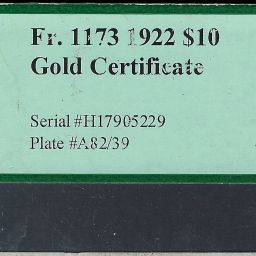 Fr. 1173 1922 $10
Gold Certificate
Serial #H17905229
Plate #A82/39